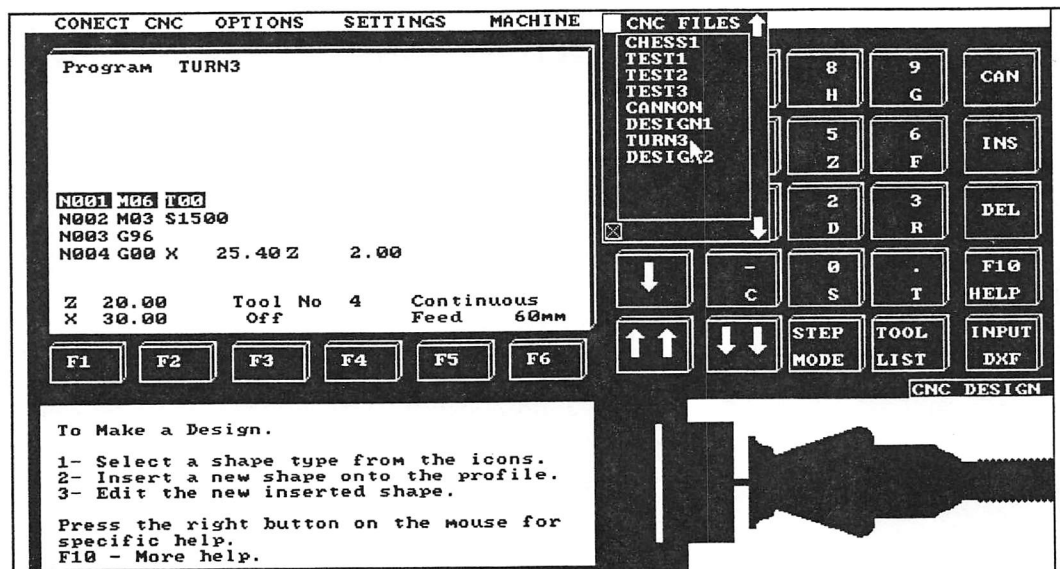 CONECT CNC OPTIONS SETTINGS MACHINE
Program TURN3
N001 M06 T00
N002 M03 S1500
N003 G96
N004 G00 X 25.40 Z 2.00
Z 20.00 Tool No 4 Continuous
X 30.00 Off Feed 60mm
F1 F2 F3 F4 F5 F6
CNC FILES
CHESS1
TEST1
TEST2
TEST3
CANNON
DESIGN1
TURN3
DESIGN2
8 9 CAN
H G
5 6 INS
Z F
2 3 DEL
D R
- 0 . F10
C S T HELP
STEP TOOL INPUT
MODE LIST DXF
CNC DESIGN
To Make a Design.
1- Select a shape type from the icons.
2- Insert a new shape onto the profile.
3- Edit the new inserted shape.
Press the right button on the mouse for
specific help.
F10 - More help.